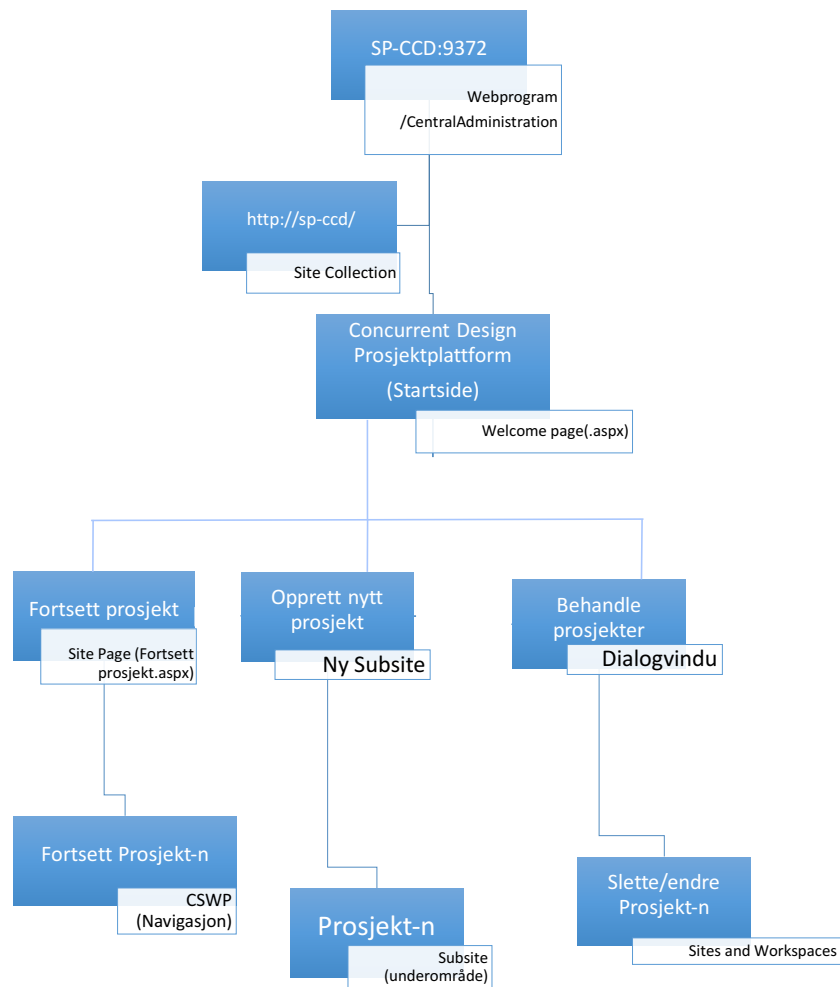 SP-CCD:9372
Webprogram
/CentralAdministration
http://sp-ccd/
Site Collection
Concurrent Design
Prosjektplattform
(Startside)
Welcome page(.aspx)
Fortsett prosjekt
Site Page (Fortsett
prosjekt.aspx)
Opprett nytt
prosjekt
Ny Subsite
Behandle
prosjekter
Dialogvindu
Fortsett Prosjekt-n
CSWP
(Navigasjon)
Prosjekt-n
Subsite
(underområde)
Slette/endre
Prosjekt-n
Sites and Workspaces